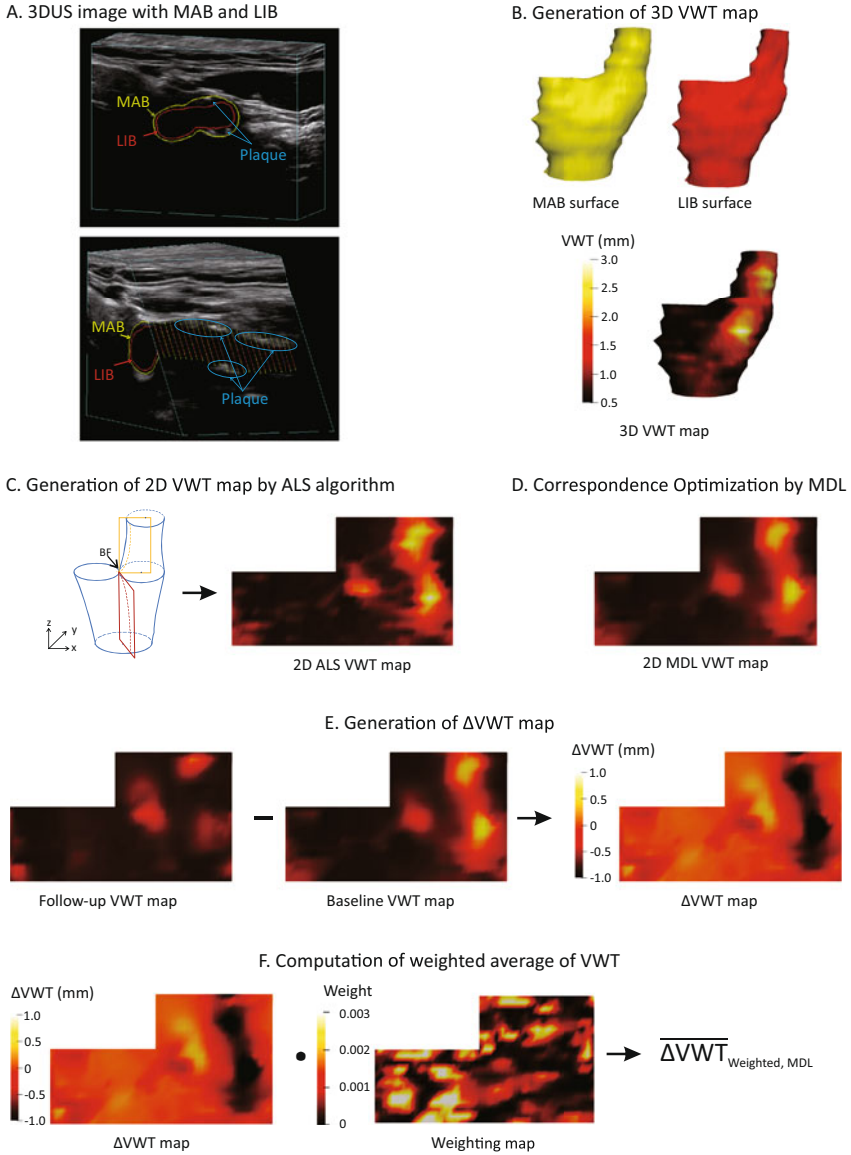 A. 3DUS image with MAB and LIB
MAB
LIB
Plaque
MAB
LIB
Plaque
B. Generation of 3D VWT map
MAB surface
LIB surface
VWT (mm)
3.0
2.5
2.0
1.5
1.0
0.5
3D VWT map
C. Generation of 2D VWT map by ALS algorithm
BF
z
y
x
2D ALS VWT map
D. Correspondence Optimization by MDL
2D MDL VWT map
E. Generation of ΔVWT map
Follow-up VWT map
Baseline VWT map
ΔVWT (mm)
1.0
0.5
0
-0.5
-1.0
ΔVWT map
F. Computation of weighted average of VWT
ΔVWT (mm)
1.0
0.5
0
-0.5
-1.0
ΔVWT map
Weight
0.003
0.002
0.001
0
Weighting map
ΔVWT Weighted, MDL